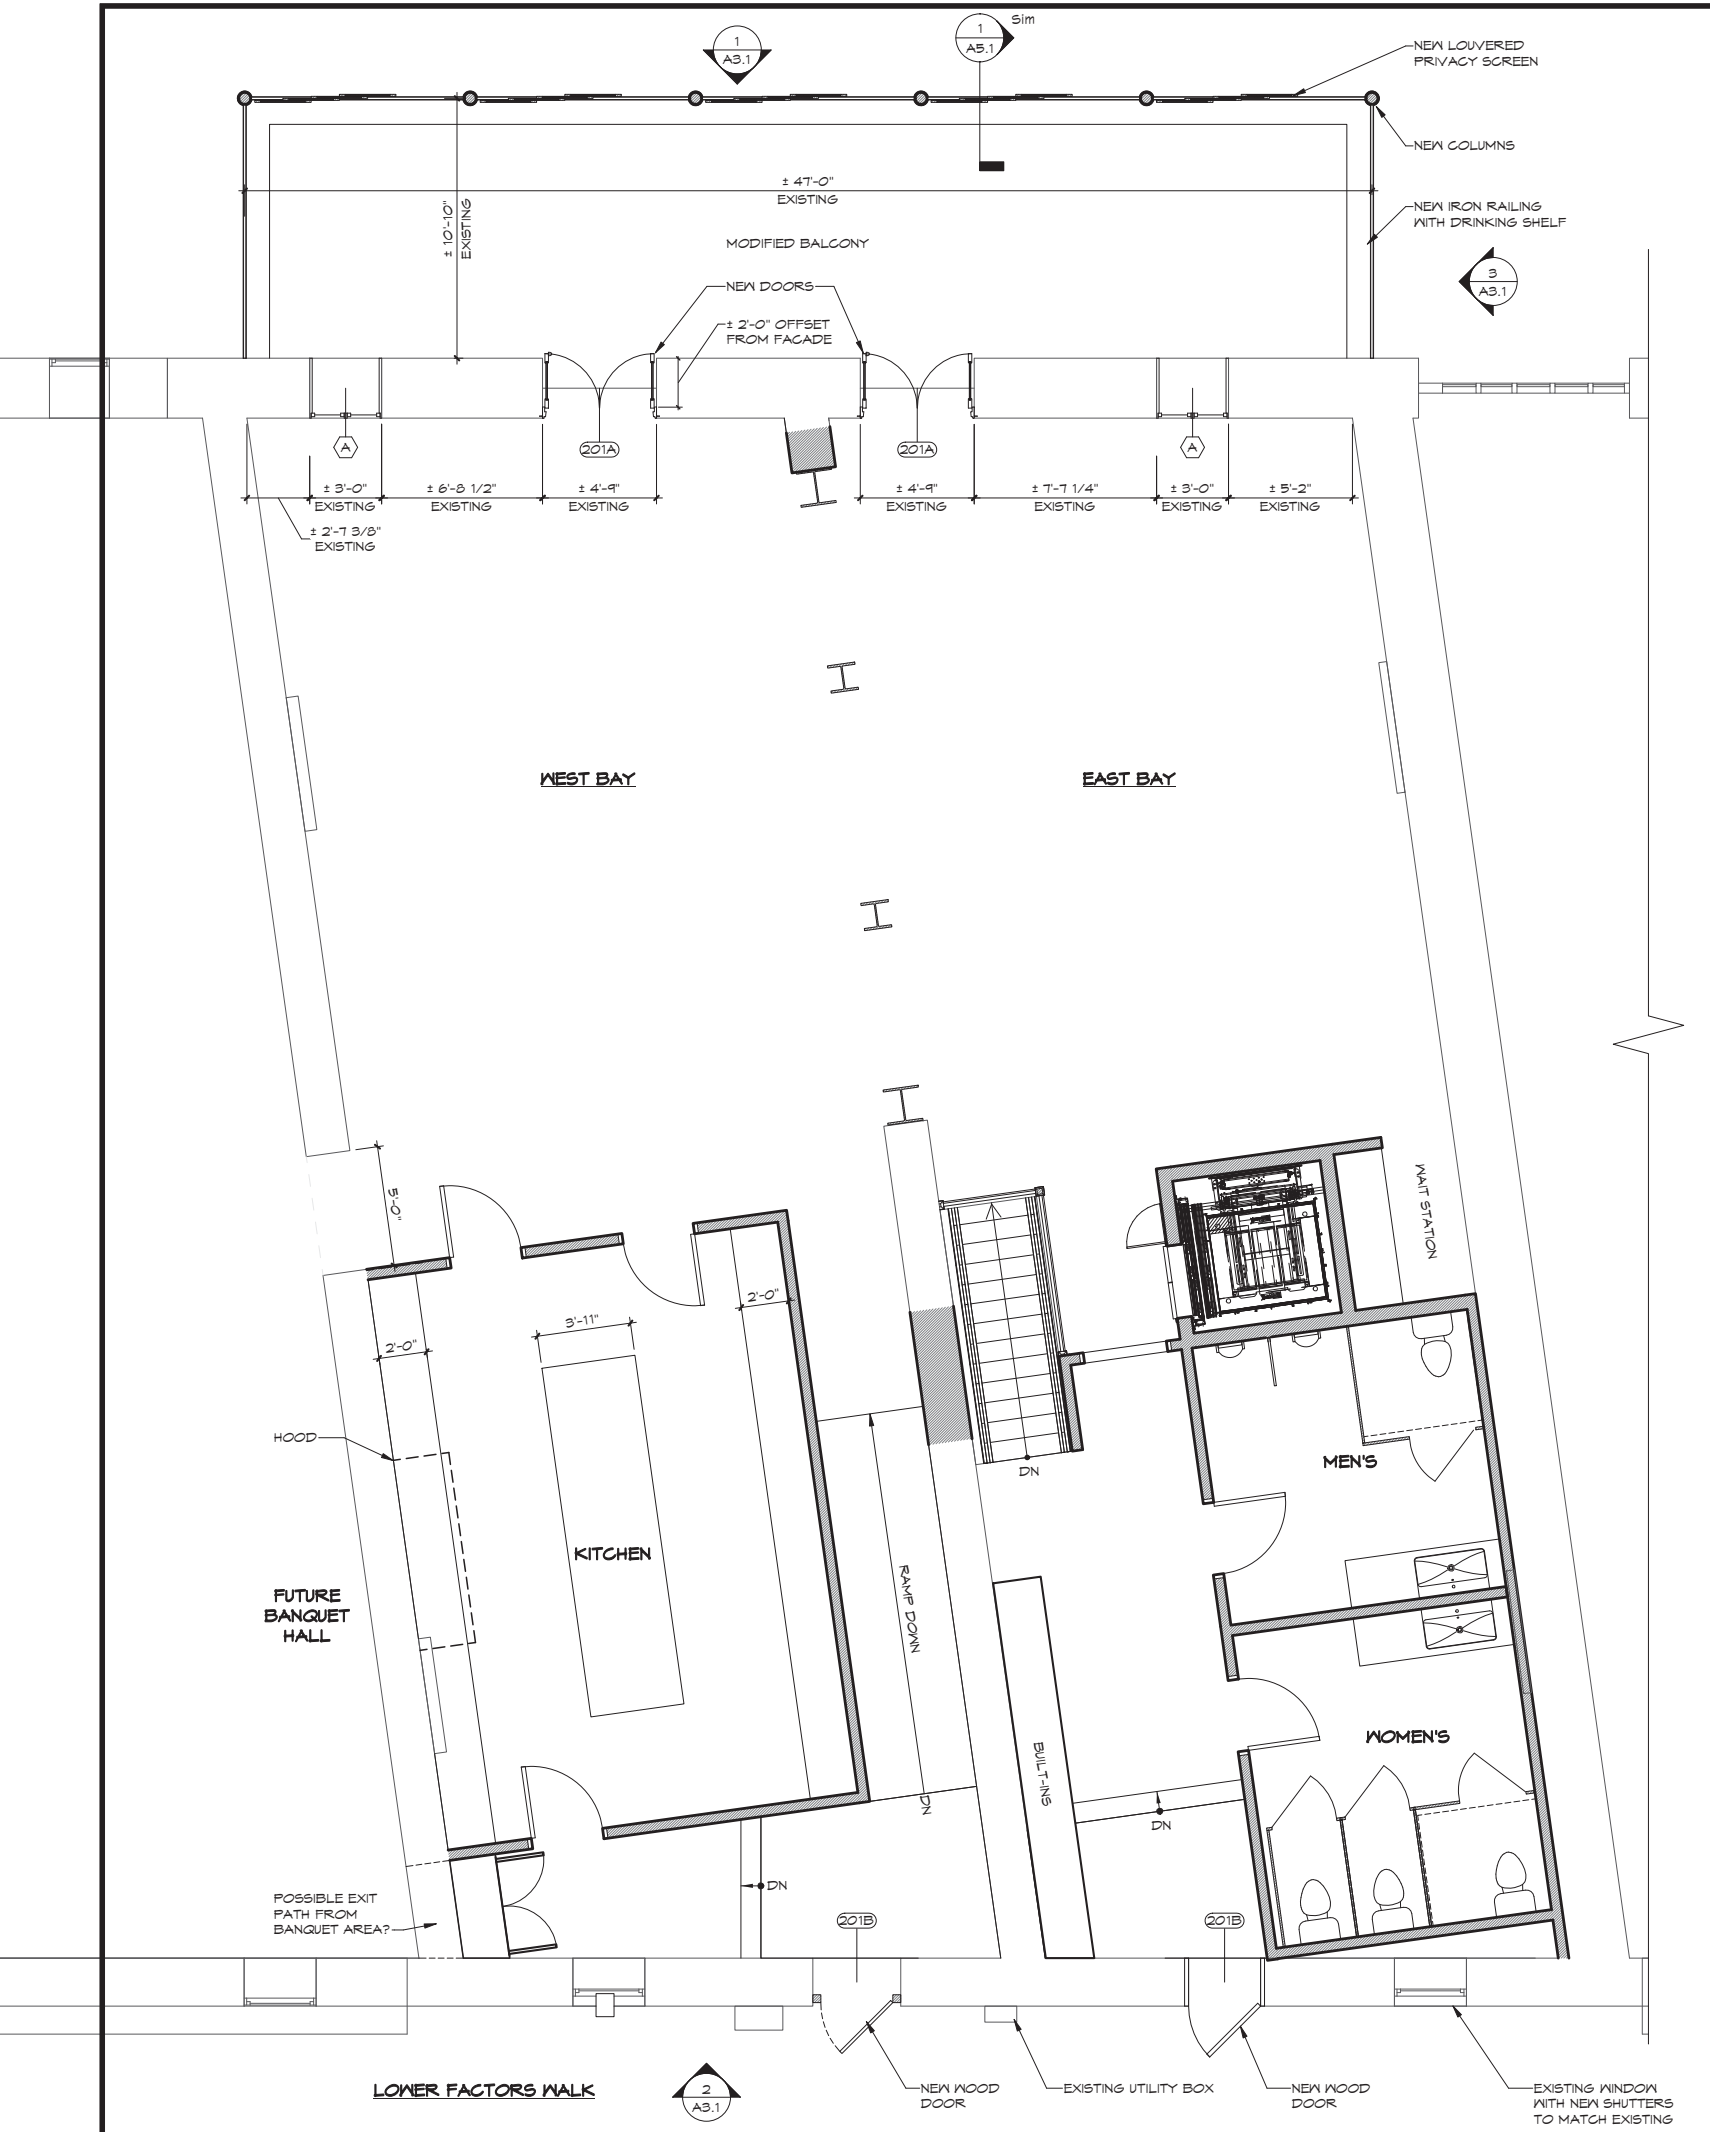 1
A3.1
1
A5.1
Sim
NEW LOUVERED
PRIVACY SCREEN
NEW COLUMNS
± 47'-0"
EXISTING
± 10'-10"
EXISTING
NEW IRON RAILING
WITH DRINKING SHELF
MODIFIED BALCONY
3
A3.1
NEW DOORS
± 2'-0" OFFSET
FROM FACADE
A
201A
201A
A
± 3'-0"
EXISTING
± 6'-8 1/2"
EXISTING
± 4'-9"
EXISTING
± 4'-9"
EXISTING
± 7'-7 1/4"
EXISTING
± 3'-0"
EXISTING
± 5'-2"
EXISTING
± 2'-7 3/8"
EXISTING
WEST BAY
EAST BAY
5'-0"
WAIT STATION
2'-0"
3'-11"
2'-0"
HOOD
DN
MEN'S
KITCHEN
FUTURE
BANQUET
HALL
RAMP DOWN
BUILT-INS
WOMEN'S
DN
DN
DN
POSSIBLE EXIT
PATH FROM
BANQUET AREA?
201B
201B
LOWER FACTORS WALK
2
A3.1
NEW WOOD
DOOR
EXISTING UTILITY BOX
NEW WOOD
DOOR
EXISTING WINDOW
WITH NEW SHUTTERS
TO MATCH EXISTING